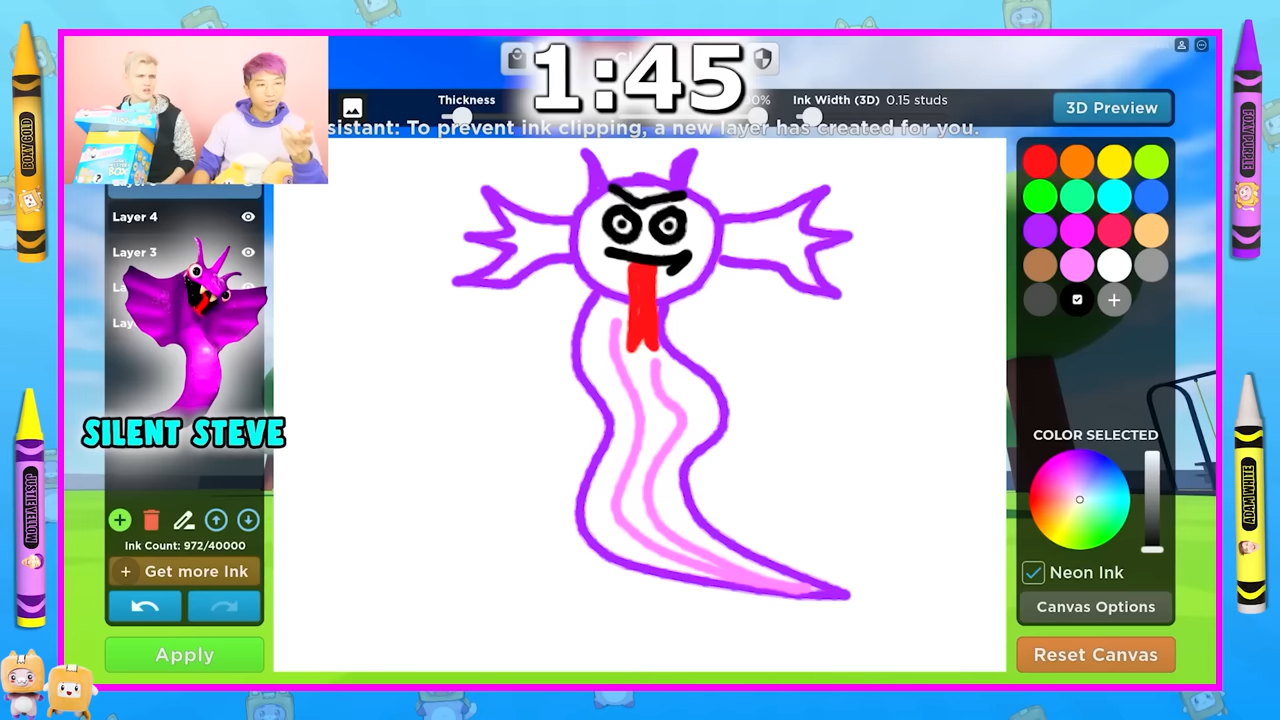 1:45
Thickness
0%
Ink Width (3D) 0.15 studs
3D Preview
sistant: To prevent ink clipping, a new layer has created for you.
Layer 4
Layer 3
La
Lay
SILENT STEVE
Ink Count: 972/40000
+ Get more Ink
Apply
COLOR SELECTED
Neon Ink
Canvas Options
Reset Canvas
BOXY GOLD
FOXY PURPLE
JUSTIE YELLOW
ADAM WHITE